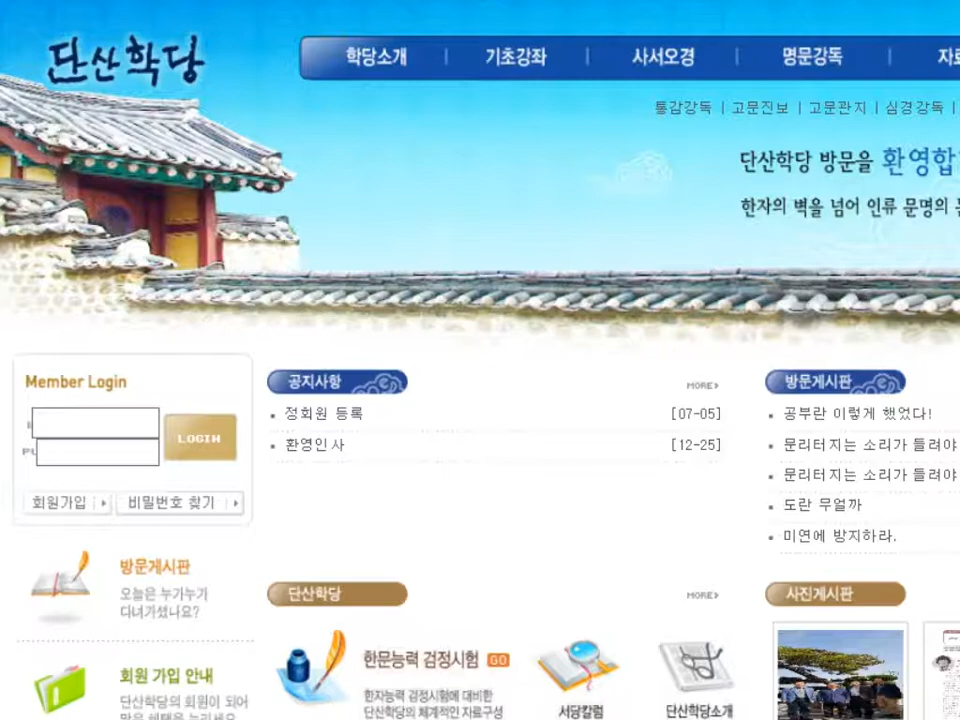 단산학당
학당소개 | 기초강좌 | 사서오경 | 명문강독 |
통감강독 | 고문진보 | 고문관지 | 심경강독 |
단산학당 방문을 환영합
한자의 벽을 넘어 인류 문명의
Member Login
LOGIN
회원가입
비밀번호 찾기
공지사항
MORE
정회원 등록 [07-05]
환영인사 [12-25]
방문게시판
공부란 이렇게 했었다!
문리터지는 소리가 들려야
문리터지는 소리가 들려야
도란 무얼까
미연에 방지하라.
방문게시판
오늘은 누가누가
다녀가셨나요?
회원 가입 안내
단산학당의 회원이 되어
단산학당
MORE
한문능력 검정시험 GO
한자능력 검정시험에 대비한
단산학당의 체계적인 자료구성
서당칼럼
단산학당소개
사진게시판